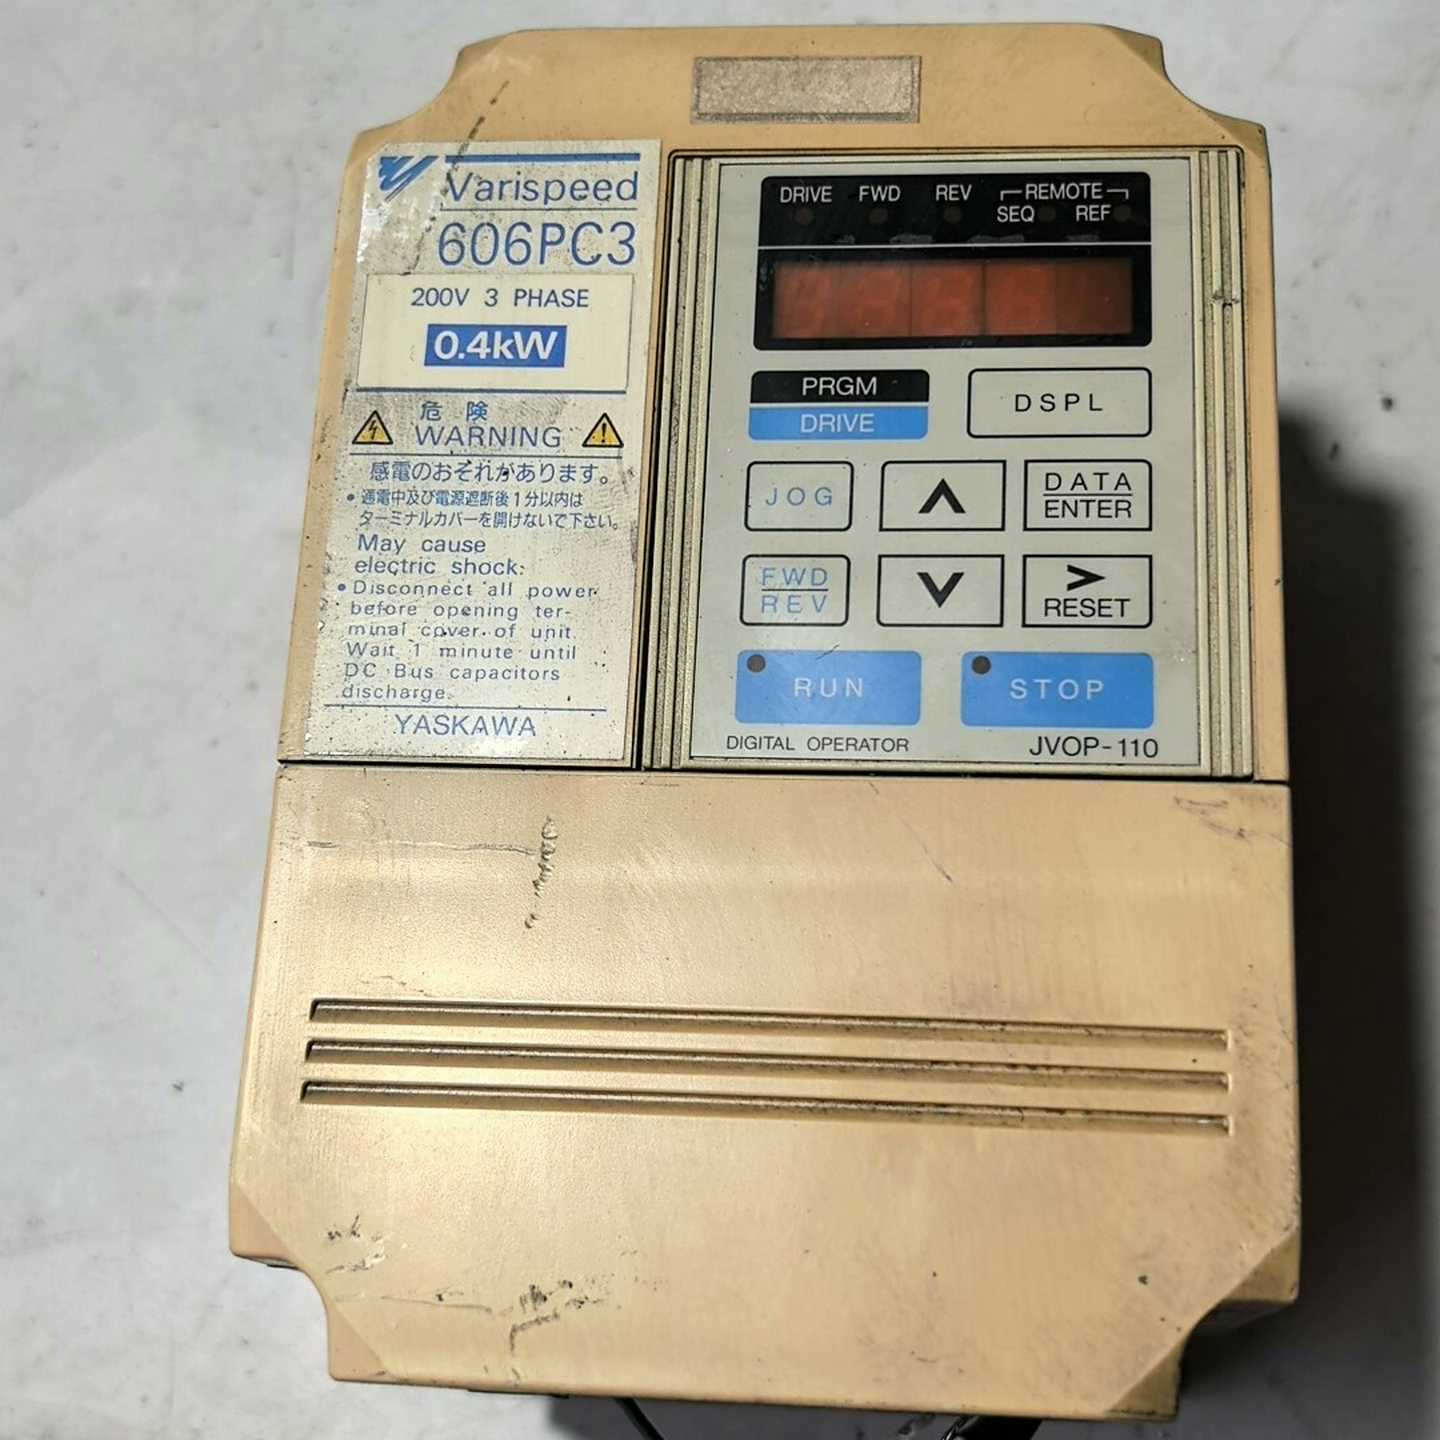 Varispeed
606PC3
200V 3 PHASE
0.4kW
危 険
WARNING
感電のおそれがあります。
• 通電中及び電源遮断後1分以内は
ターミナルカバーを開けないで下さい。
May cause
electric shock:
• Disconnect all power
before opening ter-
minal cover of unit.
Wait 1 minute until
DC Bus capacitors
discharge.
YASKAWA
DRIVE FWD REV REMOTE
SEQ REF
PRGM
DRIVE
DSPL
JOG
∧
DATA
ENTER
FWD
REV
∨
>
RESET
RUN
STOP
DIGITAL OPERATOR
JVOP-110